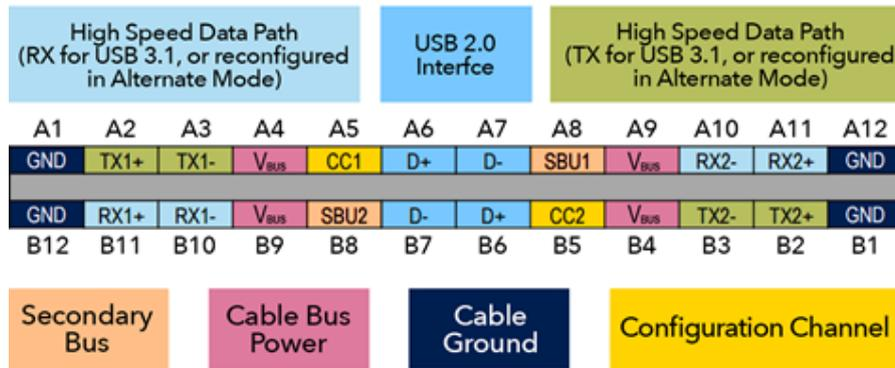 High Speed Data Path
(RX for USB 3.1, or reconfigured
in Alternate Mode)
USB 2.0
Interfce
High Speed Data Path
(TX for USB 3.1, or reconfigured
in Alternate Mode)
A1 A2 A3 A4 A5 A6 A7 A8 A9 A10 A11 A12
GND TX1+ TX1- VBUS CC1 D+ D- SBU1 VBUS RX2- RX2+ GND
GND RX1+ RX1- VBUS SBU2 D- D+ CC2 VBUS TX2- TX2+ GND
B12 B11 B10 B9 B8 B7 B6 B5 B4 B3 B2 B1
Secondary
Bus
Cable Bus
Power
Cable
Ground
Configuration Channel